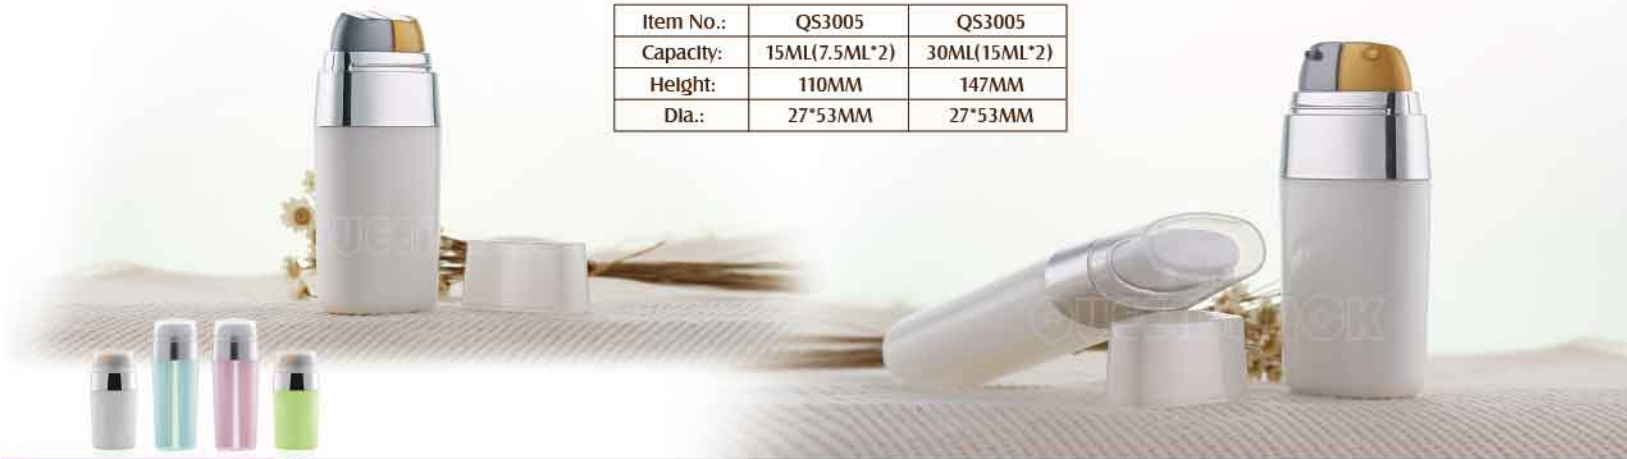 Item No.: QS3005 QS3005
Capacity: 15ML(7.5ML*2) 30ML(15ML*2)
Height: 110MM 147MM
Dia.: 27*53MM 27*53MM